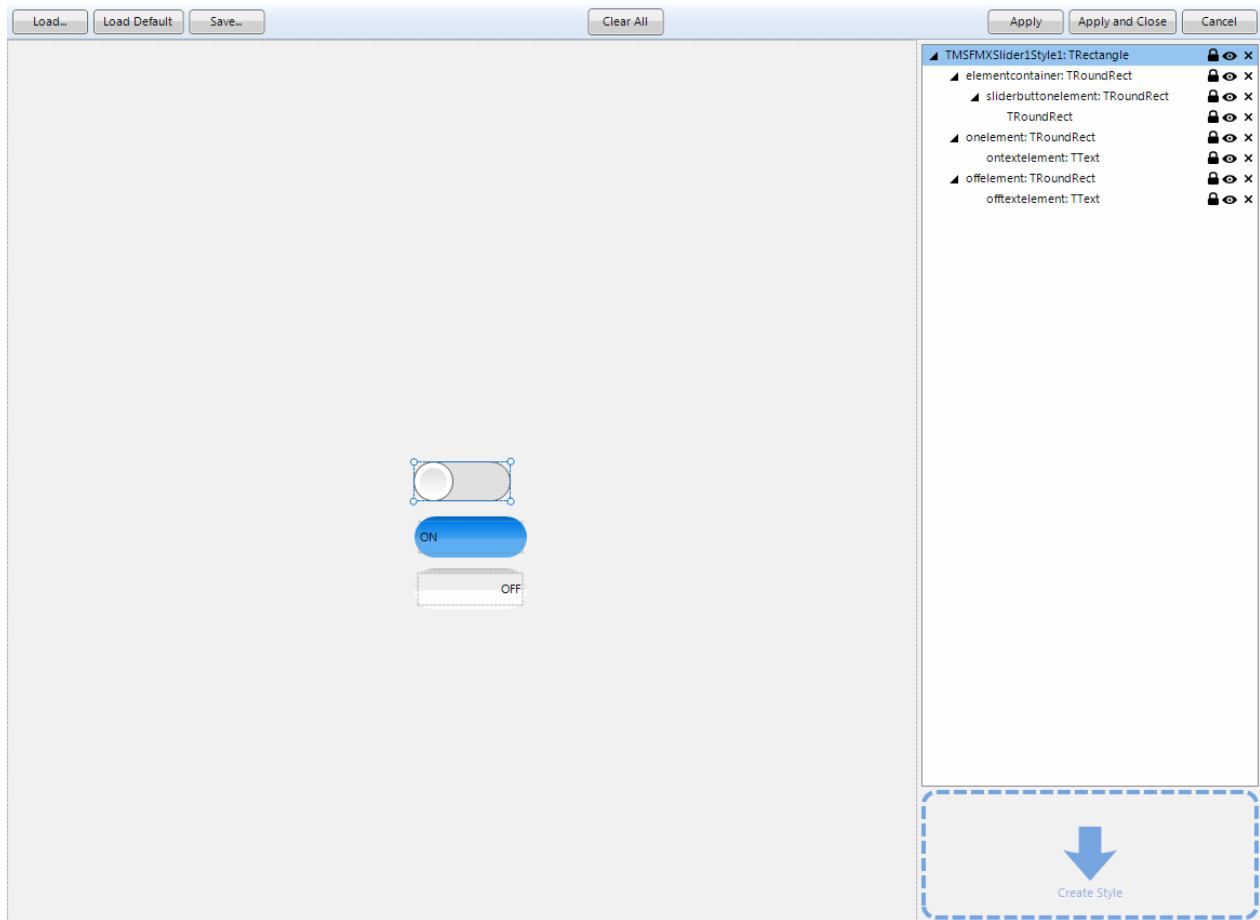 Load... Load Default Save... Clear All Apply Apply and Close Cancel
TMSFMXSlider1Style1: TRectangle
elementcontainer: TRoundRect
sliderbuttonelement: TRoundRect
TRoundRect
onelement: TRoundRect
ontextelement: TText
offelement: TRoundRect
offtextelement: TText
ON
OFF
Create Style